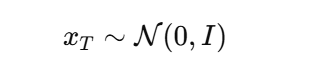 x_T ∼ 𝒩(0, I)